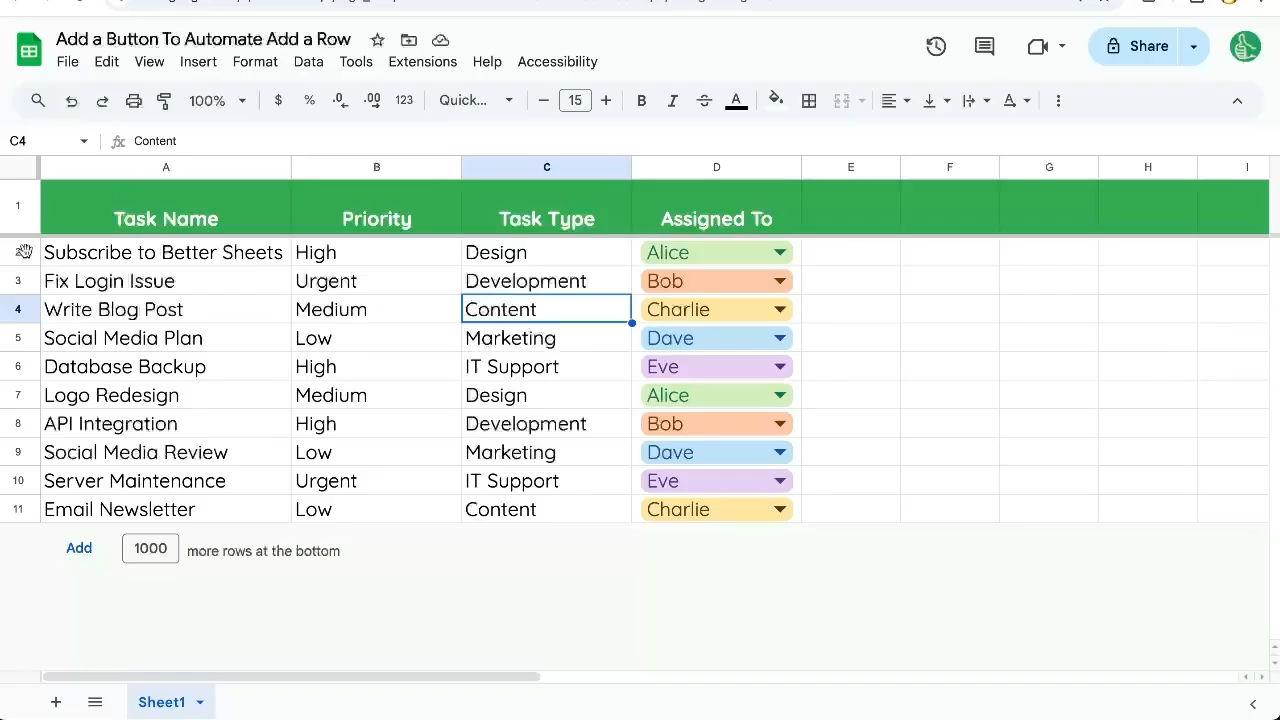 Add a Button To Automate Add a Row
Share
File Edit View Insert Format Data Tools Extensions Help Accessibility
100% $ % .0 .00 123 Quick... 15 B I S A
C4 fx Content
A B C D E F G H I
1 Task Name Priority Task Type Assigned To
2 Subscribe to Better Sheets High Design Alice
3 Fix Login Issue Urgent Development Bob
4 Write Blog Post Medium Content Charlie
5 Social Media Plan Low Marketing Dave
6 Database Backup High IT Support Eve
7 Logo Redesign Medium Design Alice
8 API Integration High Development Bob
9 Social Media Review Low Marketing Dave
10 Server Maintenance Urgent IT Support Eve
11 Email Newsletter Low Content Charlie
Add 1000 more rows at the bottom
Sheet1